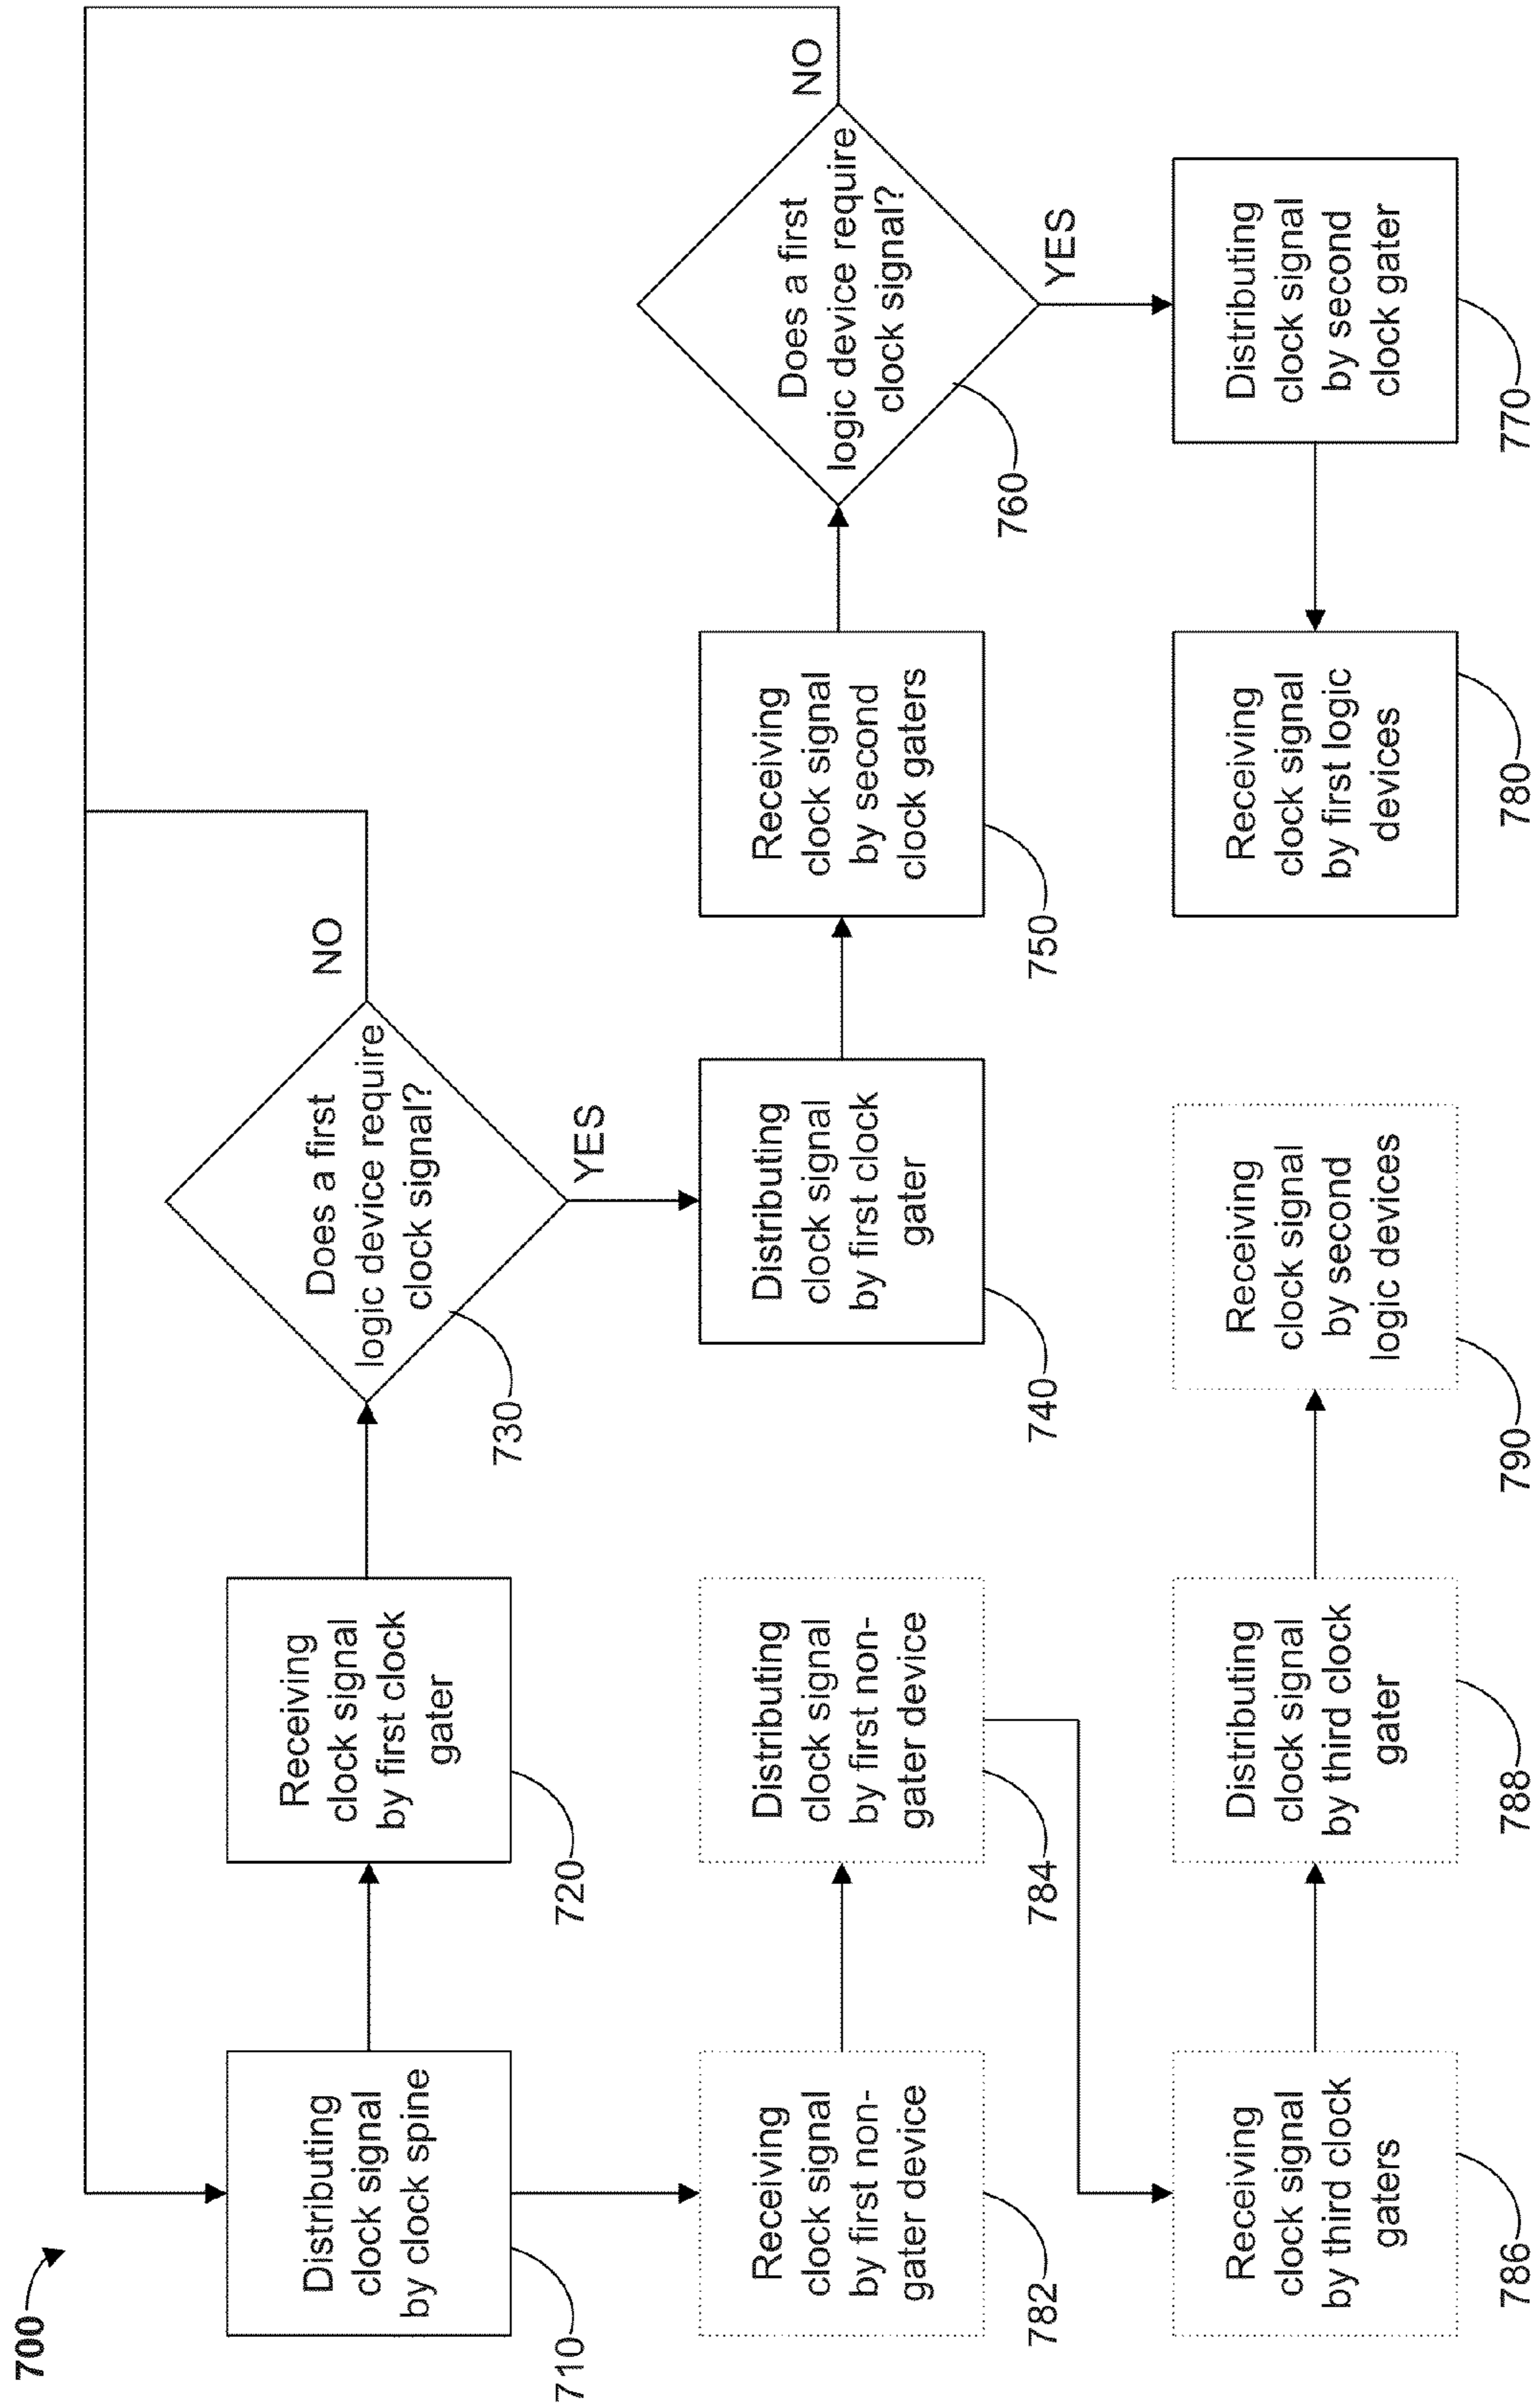 700
Distributing
clock signal
by clock spine
710
Receiving
clock signal
by first clock
gater
720
Does a first
logic device require
clock signal?
730
NO
YES
Distributing
clock signal
by first clock
gater
740
Receiving
clock signal
by second
clock gaters
750
Does a first
logic device require
clock signal?
760
NO
YES
Distributing
clock signal
by second
clock gater
770
Receiving
clock signal
by first logic
devices
780
Receiving
clock signal
by first non-
gater device
782
Distributing
clock signal
by first non-
gater device
784
Receiving
clock signal
by third clock
gaters
786
Distributing
clock signal
by third clock
gater
788
Receiving
clock signal
by second
logic devices
790